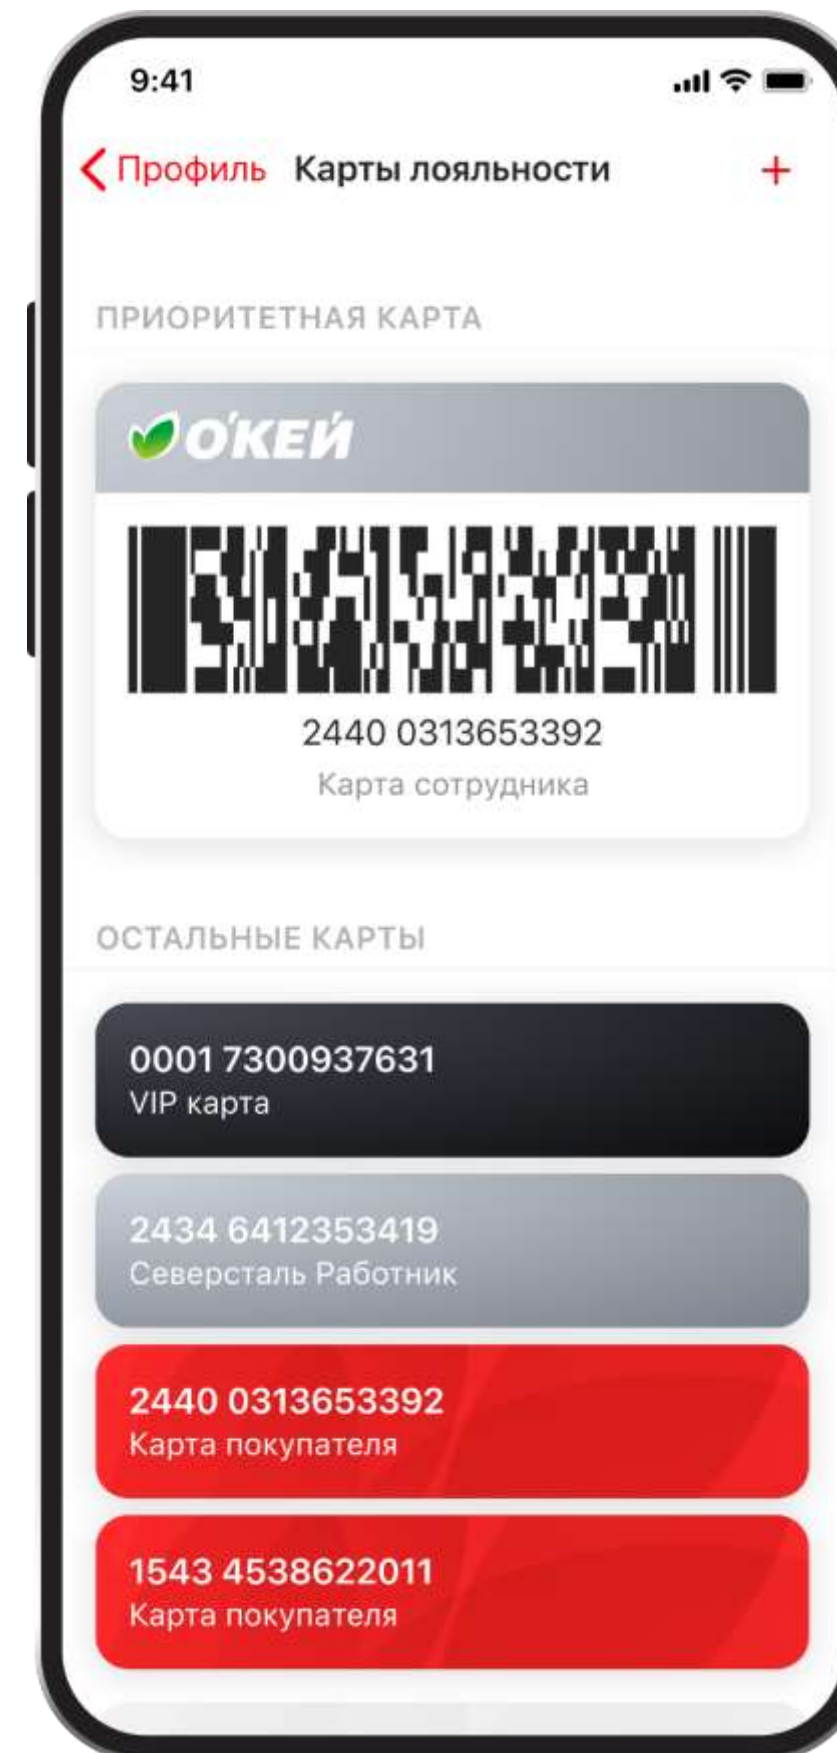 9:41
Профиль Карты лояльности +
ПРИОРИТЕТНАЯ КАРТА
О'КЕЙ
2440 0313653392
Карта сотрудника
ОСТАЛЬНЫЕ КАРТЫ
0001 7300937631
VIP карта
2434 6412353419
Северсталь Работник
2440 0313653392
Карта покупателя
1543 4538622011
Карта покупателя